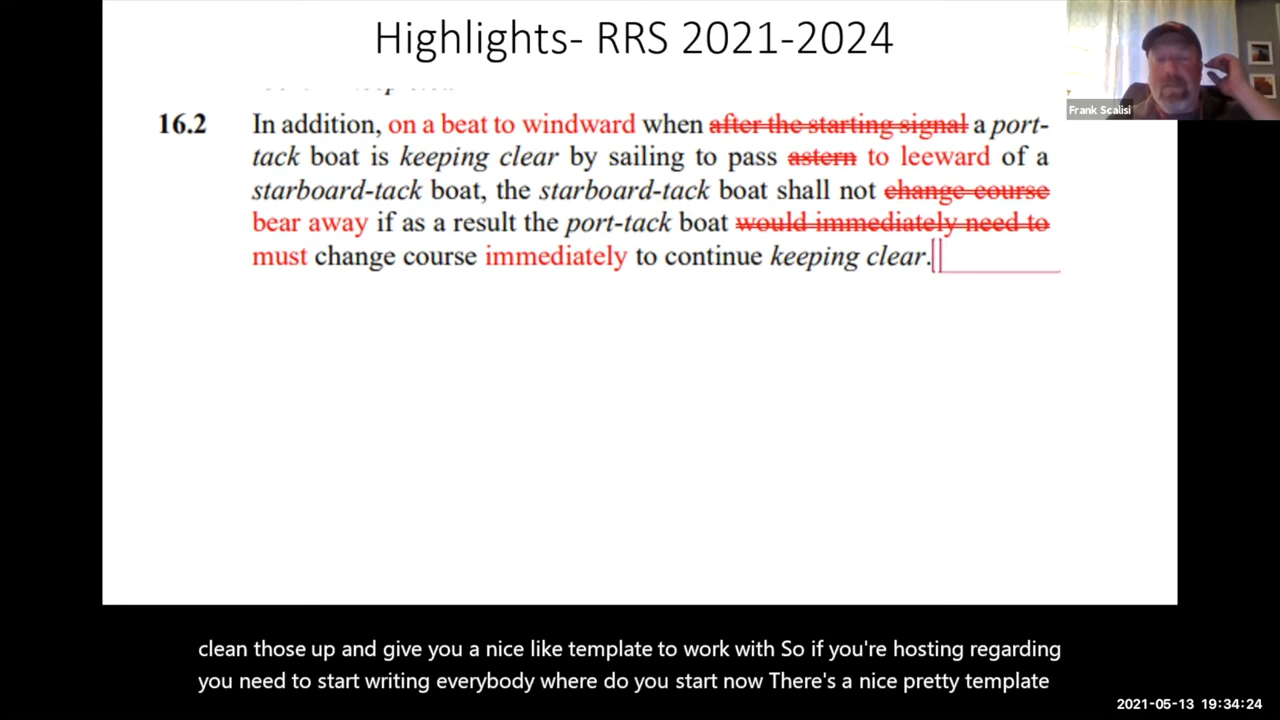 Highlights- RRS 2021-2024
Frank Scalisi
16.2 In addition, on a beat to windward when after the starting signal a port-
tack boat is keeping clear by sailing to pass astern to leeward of a
starboard-tack boat, the starboard-tack boat shall not change course
bear away if as a result the port-tack boat would immediately need to
must change course immediately to continue keeping clear.
clean those up and give you a nice like template to work with So if you're hosting regarding
you need to start writing everybody where do you start now There's a nice pretty template
2021-05-13 19:34:24